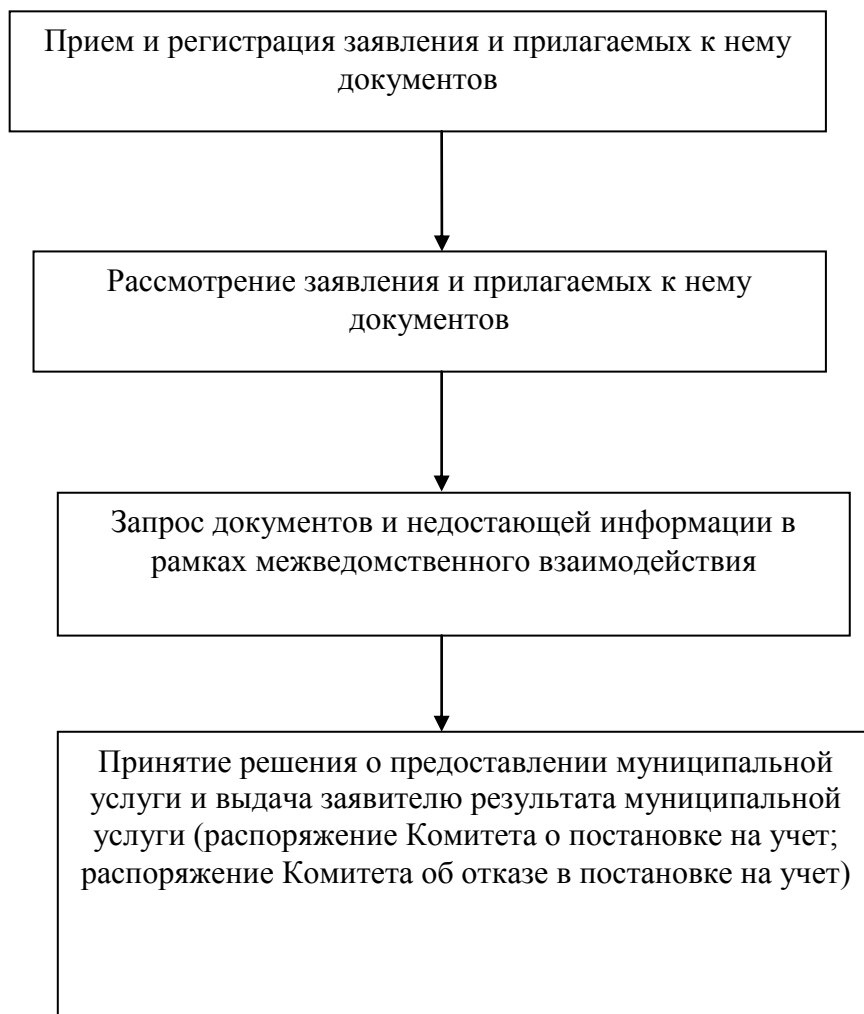 Прием и регистрация заявления и прилагаемых к нему
документов
Рассмотрение заявления и прилагаемых к нему
документов
Запрос документов и недостающей информации в
рамках межведомственного взаимодействия
Принятие решения о предоставлении муниципальной
услуги и выдача заявителю результата муниципальной
услуги (распоряжение Комитета о постановке на учет;
распоряжение Комитета об отказе в постановке на учет)